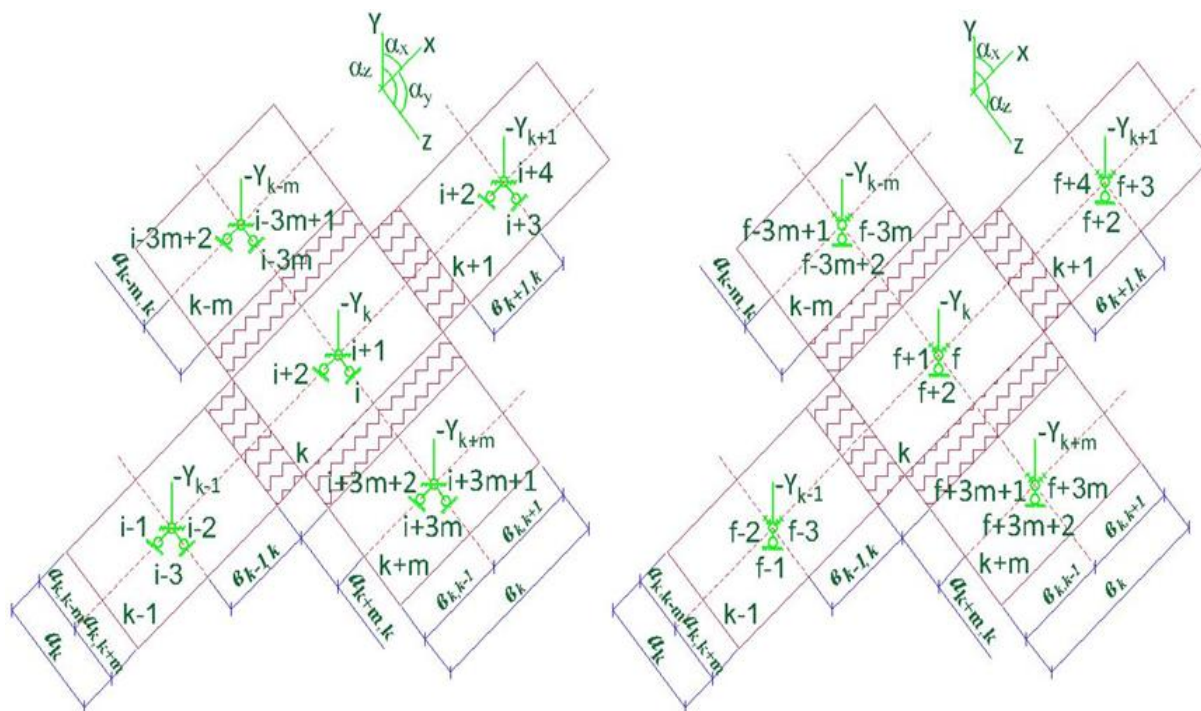 Y
αx
x
αz
αy
z
-Yk+1
i+4
i+2
i+3
-Yk-m
i-3m+1
i-3m+2
i-3m
k+1
вk+1,k
ak-m,k
k-m
-Yk
i+1
i+2
i
k
-Yk+m
i+3m+2
i+3m+1
i+3m
-Yk-1
i-1
i-2
i-3
вk,k+1
k+m
вk-1,k
вk,k-1
вk
ak+m,k
k-1
ak,k-m
ak,k+m
ak
Y
αx
x
αz
z
-Yk+1
f+4
f+3
f+2
-Yk-m
f-3m+1
f-3m
f-3m+2
k+1
вk+1,k
ak-m,k
k-m
-Yk
f+1
f
f+2
k
-Yk+m
f+3m+1
f+3m
f+3m+2
-Yk-1
f-2
f-3
f-1
вk,k+1
k+m
вk-1,k
вk,k-1
вk
ak+m,k
k-1
ak,k-m
ak,k+m
ak